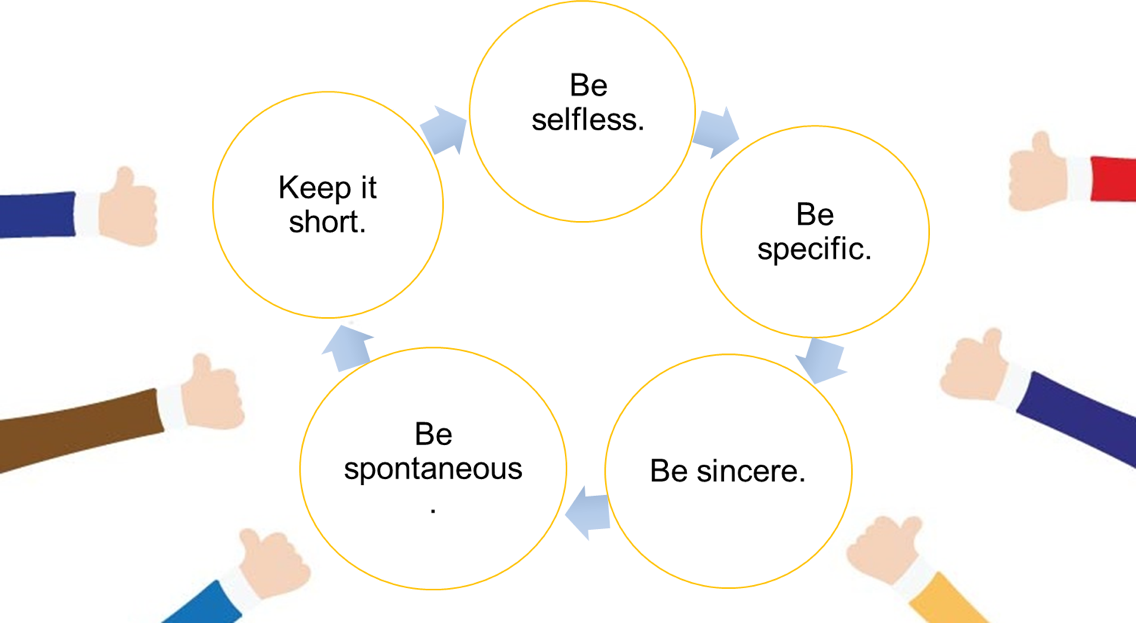 Be
selfless.
Be
specific.
Be sincere.
Be
spontaneous
.
Keep it
short.